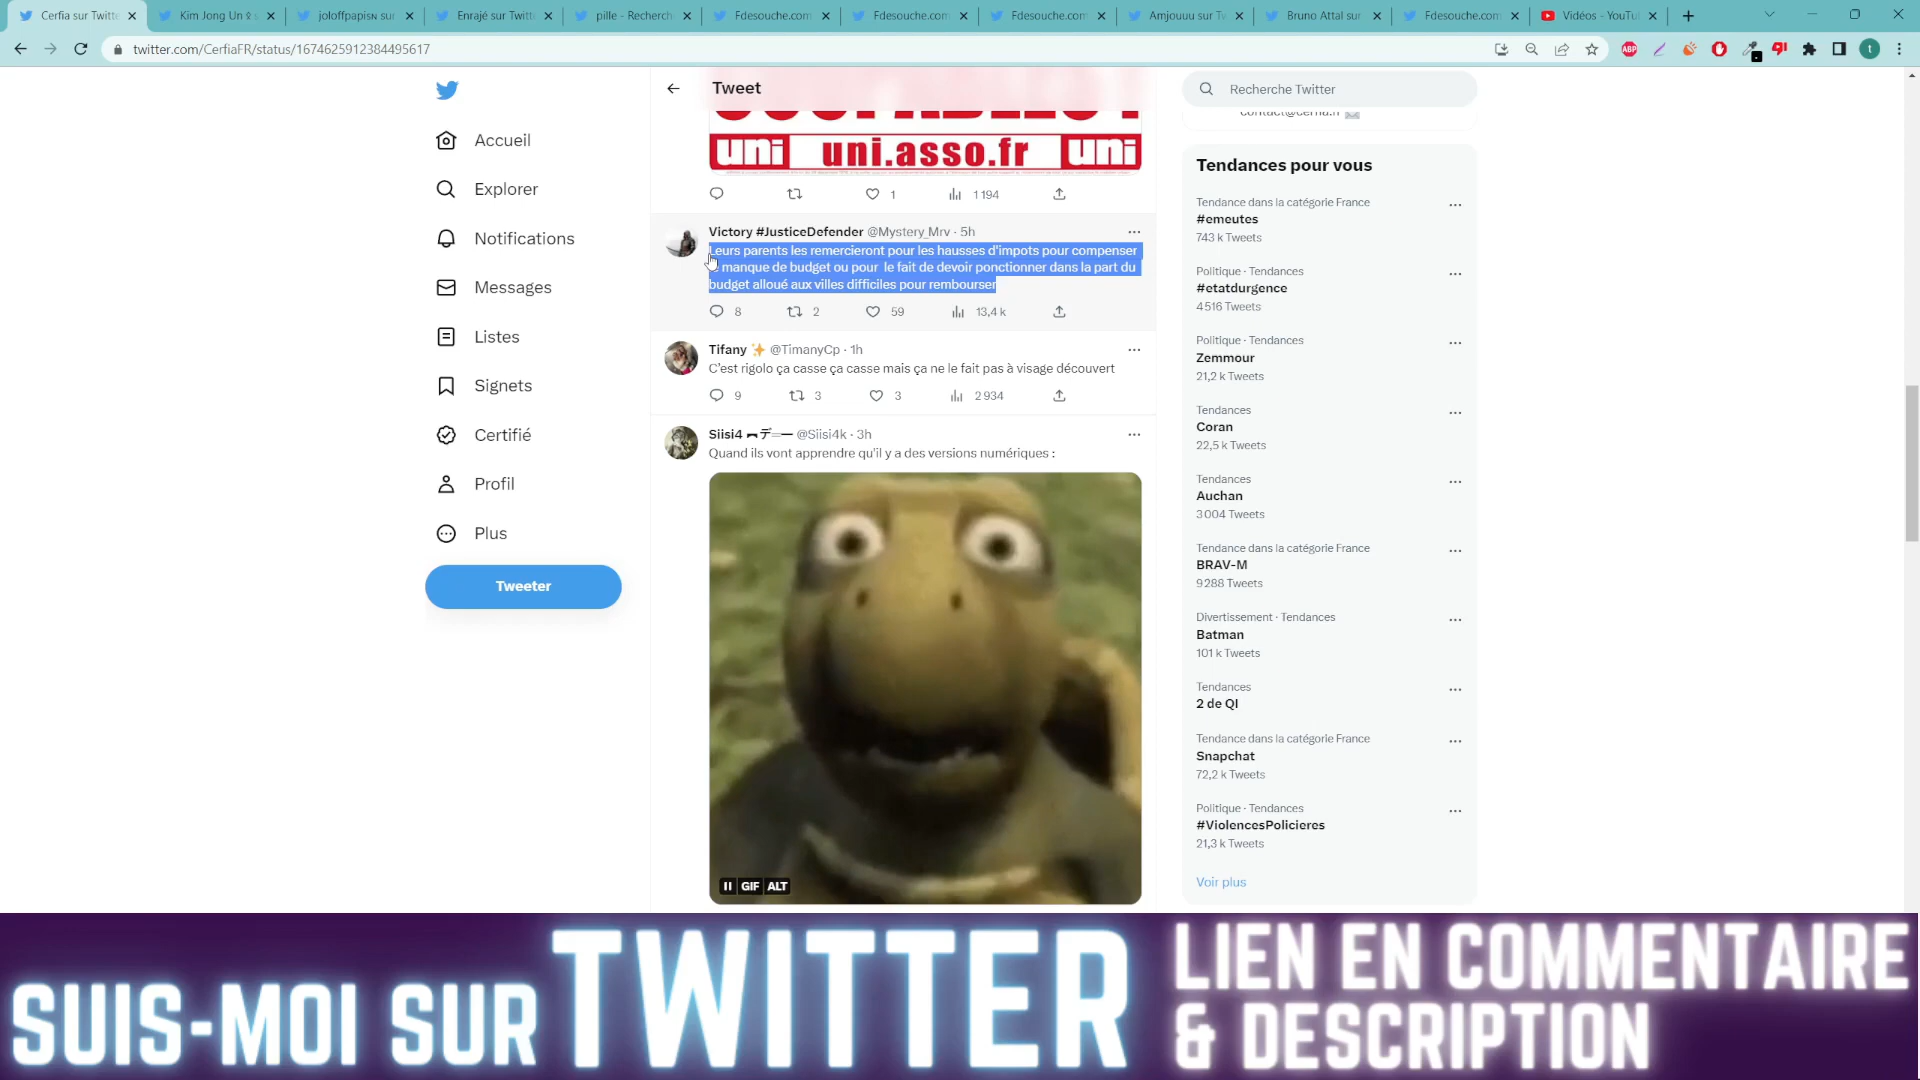 Cerfia sur Twitte
Kim Jong Un
joloffpapisɴ sur
Enrajé sur Twitt
pille - Recherch
Fdesouche.com
Fdesouche.com
Fdesouche.com
Amjouuu sur Tw
Bruno Attal sur
Fdesouche.com
Vidéos - YouTu
twitter.com/CerfiaFR/status/1674625912384495617
ABP
t
Accueil
Explorer
Notifications
Messages
Listes
Signets
Certifié
Profil
Plus
Tweeter
Tweet
uni uni.asso.fr uni
1 1 194
Victory #JusticeDefender @Mystery_Mrv · 5h
Leurs parents les remercieront pour les hausses d'impots pour compenser
manque de budget ou pour le fait de devoir ponctionner dans la part du
budget alloué aux villes difficiles pour rembourser
8 2 59 13,4 k
Tifany ✨ @TimanyCp · 1h
C'est rigolo ça casse ça casse mais ça ne le fait pas à visage découvert
9 3 3 2 934
Siisi4 @Siisi4k · 3h
Quand ils vont apprendre qu'il y a des versions numériques :
GIF ALT
Recherche Twitter
contact@cerfia.fr
Tendances pour vous
Tendance dans la catégorie France
#emeutes
743 k Tweets
Politique · Tendances
#etatdurgence
4 516 Tweets
Politique · Tendances
Zemmour
21,2 k Tweets
Tendances
Coran
22,5 k Tweets
Tendances
Auchan
3 004 Tweets
Tendance dans la catégorie France
BRAV-M
9 288 Tweets
Divertissement · Tendances
Batman
101 k Tweets
Tendances
2 de QI
Tendance dans la catégorie France
Snapchat
72,2 k Tweets
Politique · Tendances
#ViolencesPolicieres
21,3 k Tweets
Voir plus
SUIS-MOI SUR TWITTER
LIEN EN COMMENTAIRE
& DESCRIPTION